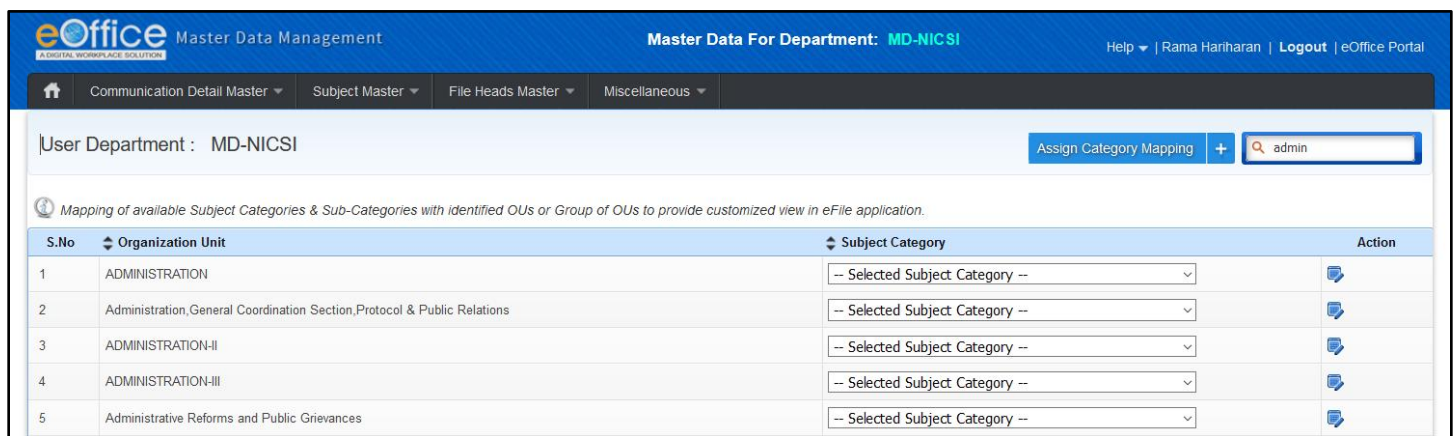 eOffice Master Data Management Master Data For Department: MD-NICSI Help | Rama Hariharan | Logout | eOffice Portal
A DIGITAL WORKPLACE SOLUTION
Communication Detail Master Subject Master File Heads Master Miscellaneous
User Department : MD-NICSI Assign Category Mapping + admin
Mapping of available Subject Categories & Sub-Categories with identified OUs or Group of OUs to provide customized view in eFile application.
S.No Organization Unit Subject Category Action
1 ADMINISTRATION -- Selected Subject Category --
2 Administration,General Coordination Section,Protocol & Public Relations -- Selected Subject Category --
3 ADMINISTRATION-II -- Selected Subject Category --
4 ADMINISTRATION-III -- Selected Subject Category --
5 Administrative Reforms and Public Grievances -- Selected Subject Category --